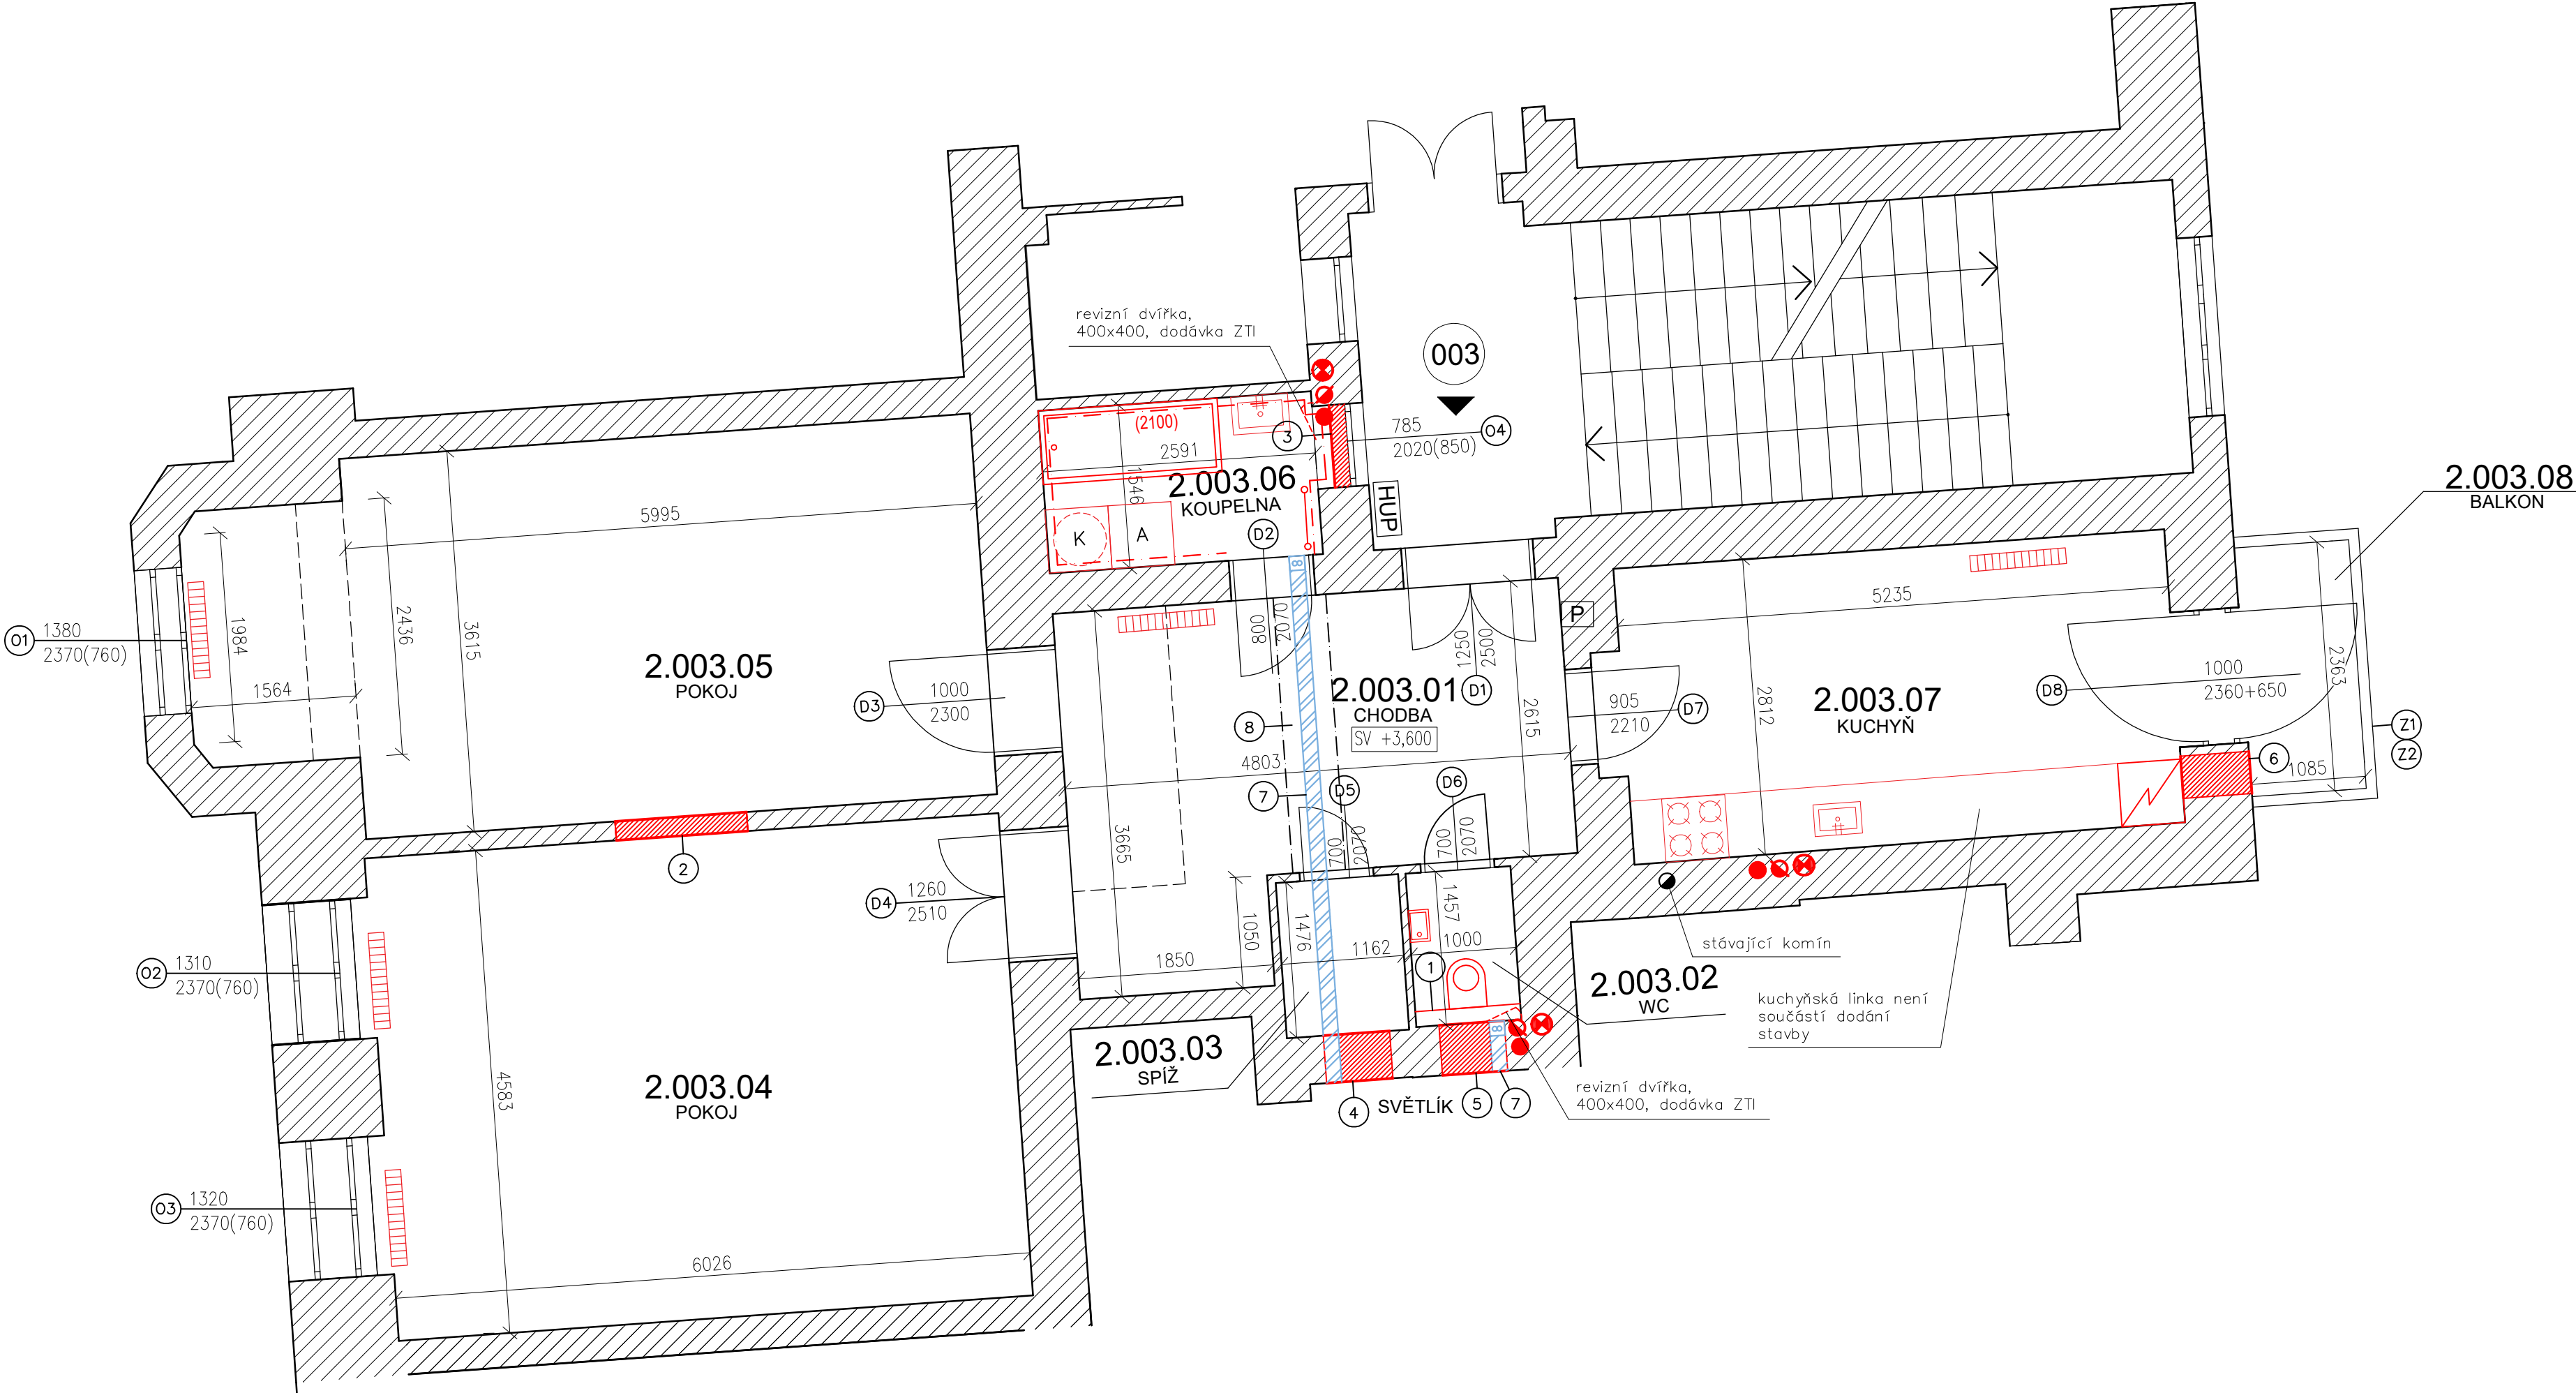 revizní dvířka,
400x400, dodávka ZTI
003
(2100)
2591
1546
2.003.06
KOUPELNA
K
A
3
785
2020(850)
O4
HUP
D2
800
2070
8
2.003.08
BALKON
5995
3615
2436
1984
1564
O1
1380
2370(760)
2.003.05
POKOJ
D3
1000
2300
2
8
7
2.003.01
CHODBA
SV +3,600
4803
3665
2615
D1
1250
2500
P
D7
905
2210
5235
2812
2.003.07
KUCHYŇ
D8
1000
2360+650
2363
1085
6
Z1
Z2
D5
700
2070
D6
700
2070
D4
1260
2510
1050
1850
1476
1162
1457
1000
1
O2
1310
2370(760)
2.003.04
POKOJ
4583
6026
O3
1320
2370(760)
2.003.03
SPÍŽ
2.003.02
WC
stávající komín
kuchyňská linka není
součástí dodání
stavby
8
4
SVĚTLÍK
5
7
revizní dvířka,
400x400, dodávka ZTI